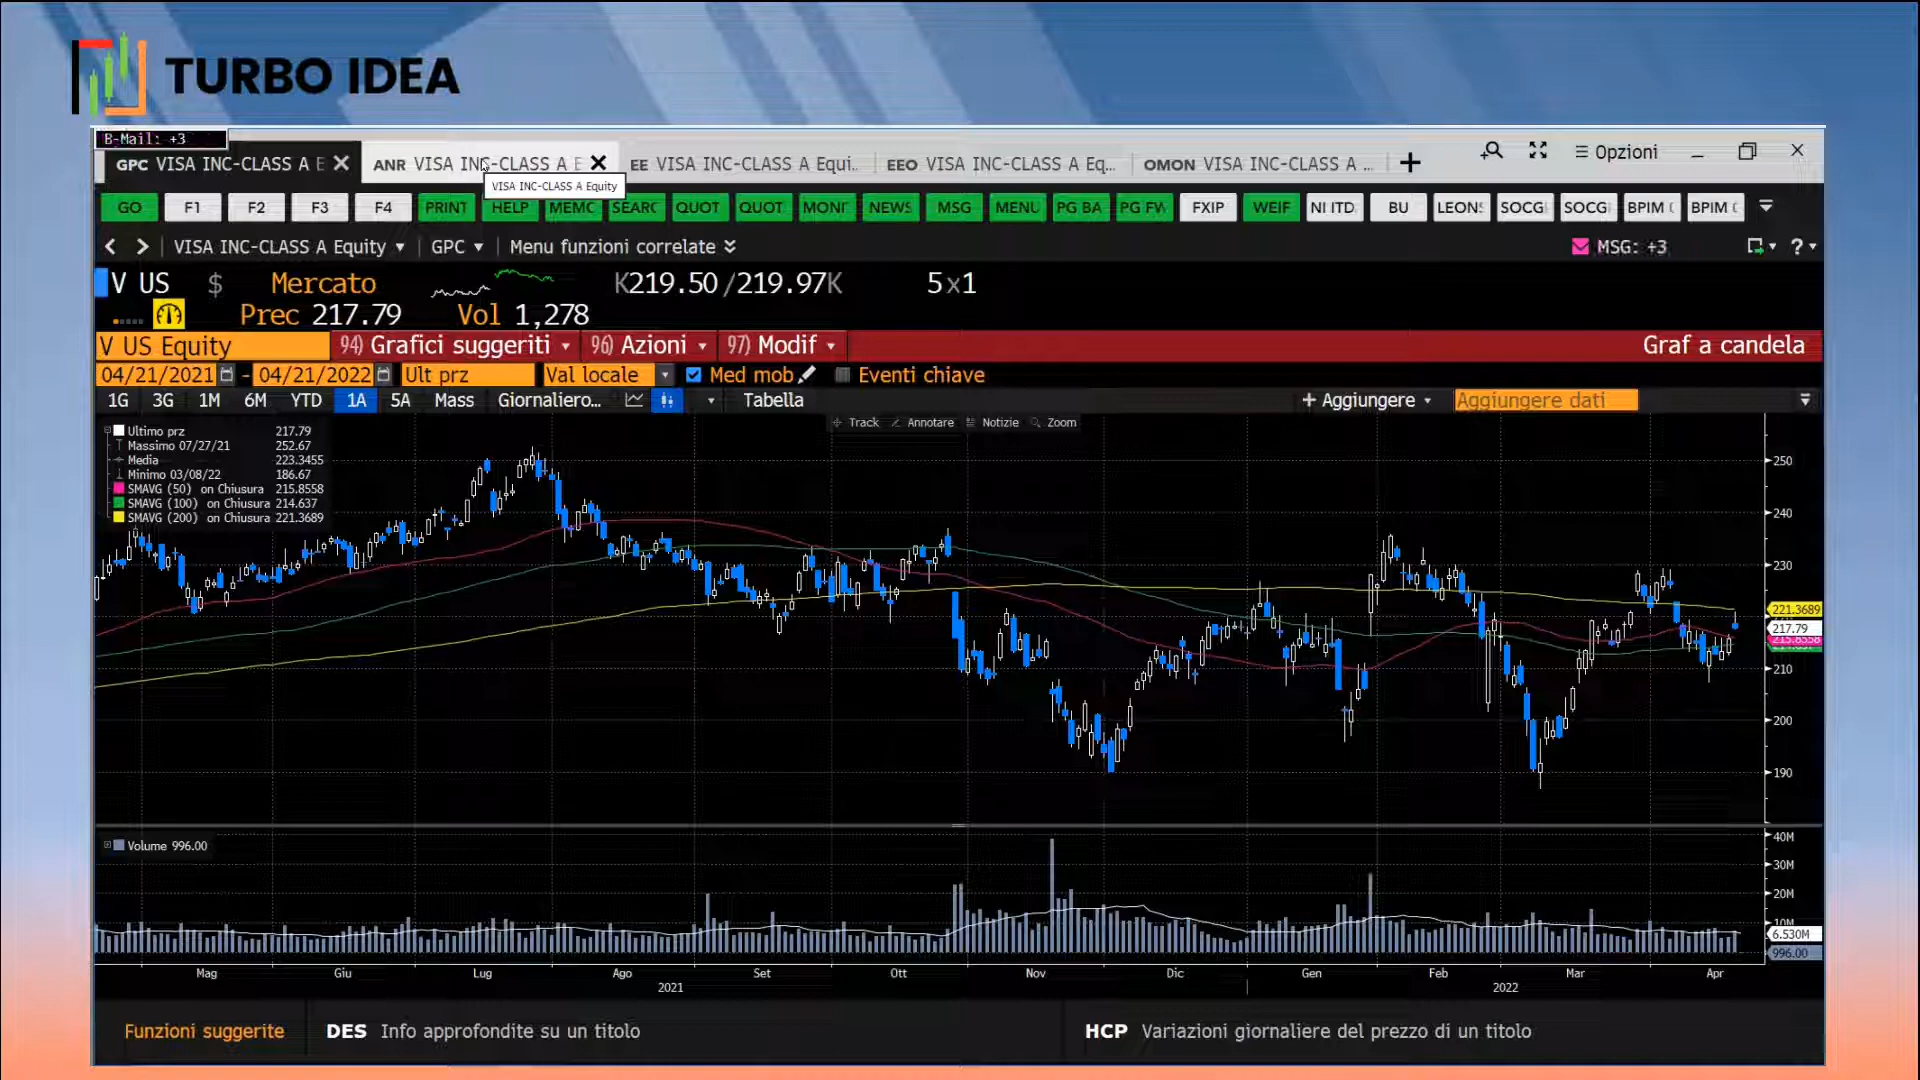 TURBO IDEA
B-Mail: +3
GPC VISA INC-CLASS A E
ANR VISA INC-CLASS A E
EE VISA INC-CLASS A Equi..
EEO VISA INC-CLASS A Eq...
OMON VISA INC-CLASS A ...
Opzioni
VISA INC-CLASS A Equity
GO F1 F2 F3 F4 PRINT HELP MEMO SEARC QUOT QUOT MONI NEWS MSG MENU PG BA PG FW FXIP WEIF NI ITD BU LEON SOCG SOCG BPIM BPIM
VISA INC-CLASS A Equity GPC Menu funzioni correlate MSG: +3 ?
V US $ Mercato K219.50/219.97K 5x1
Prec 217.79 Vol 1,278
V US Equity 94) Grafici suggeriti 96) Azioni 97) Modif Graf a candela
04/21/2021 - 04/21/2022 Ult prz Val locale Med mob Eventi chiave
1G 3G 1M 6M YTD 1A 5A Mass Giornaliero... Tabella + Aggiungere Aggiungere dati
Track Annotare Notizie Zoom
Ultimo prz 217.79
Massimo 07/27/21 252.67
Media 223.3455
Minimo 03/08/22 186.67
SMAVG (50) on Chiusura 215.8558
SMAVG (100) on Chiusura 214.637
SMAVG (200) on Chiusura 221.3689
250
240
230
221.3689
217.79
215.8558
210
200
190
Volume 996.00
40M
30M
20M
10M
6.530M
996.00
Mag Giu Lug Ago Set Ott Nov Dic Gen Feb Mar Apr
2021 2022
Funzioni suggerite DES Info approfondite su un titolo HCP Variazioni giornaliere del prezzo di un titolo